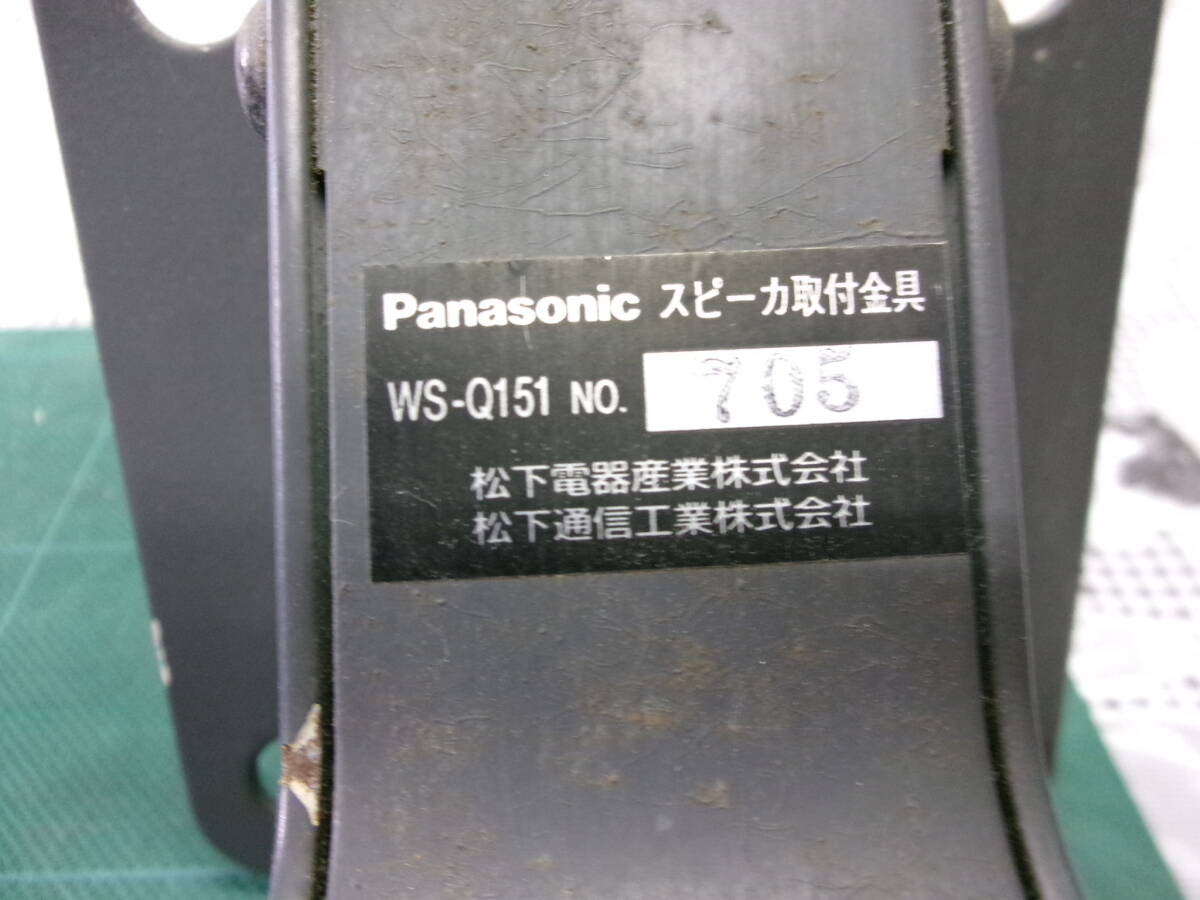 Panasonic スピーカ取付金具
WS-Q151 NO. 705
松下電器産業株式会社
松下通信工業株式会社